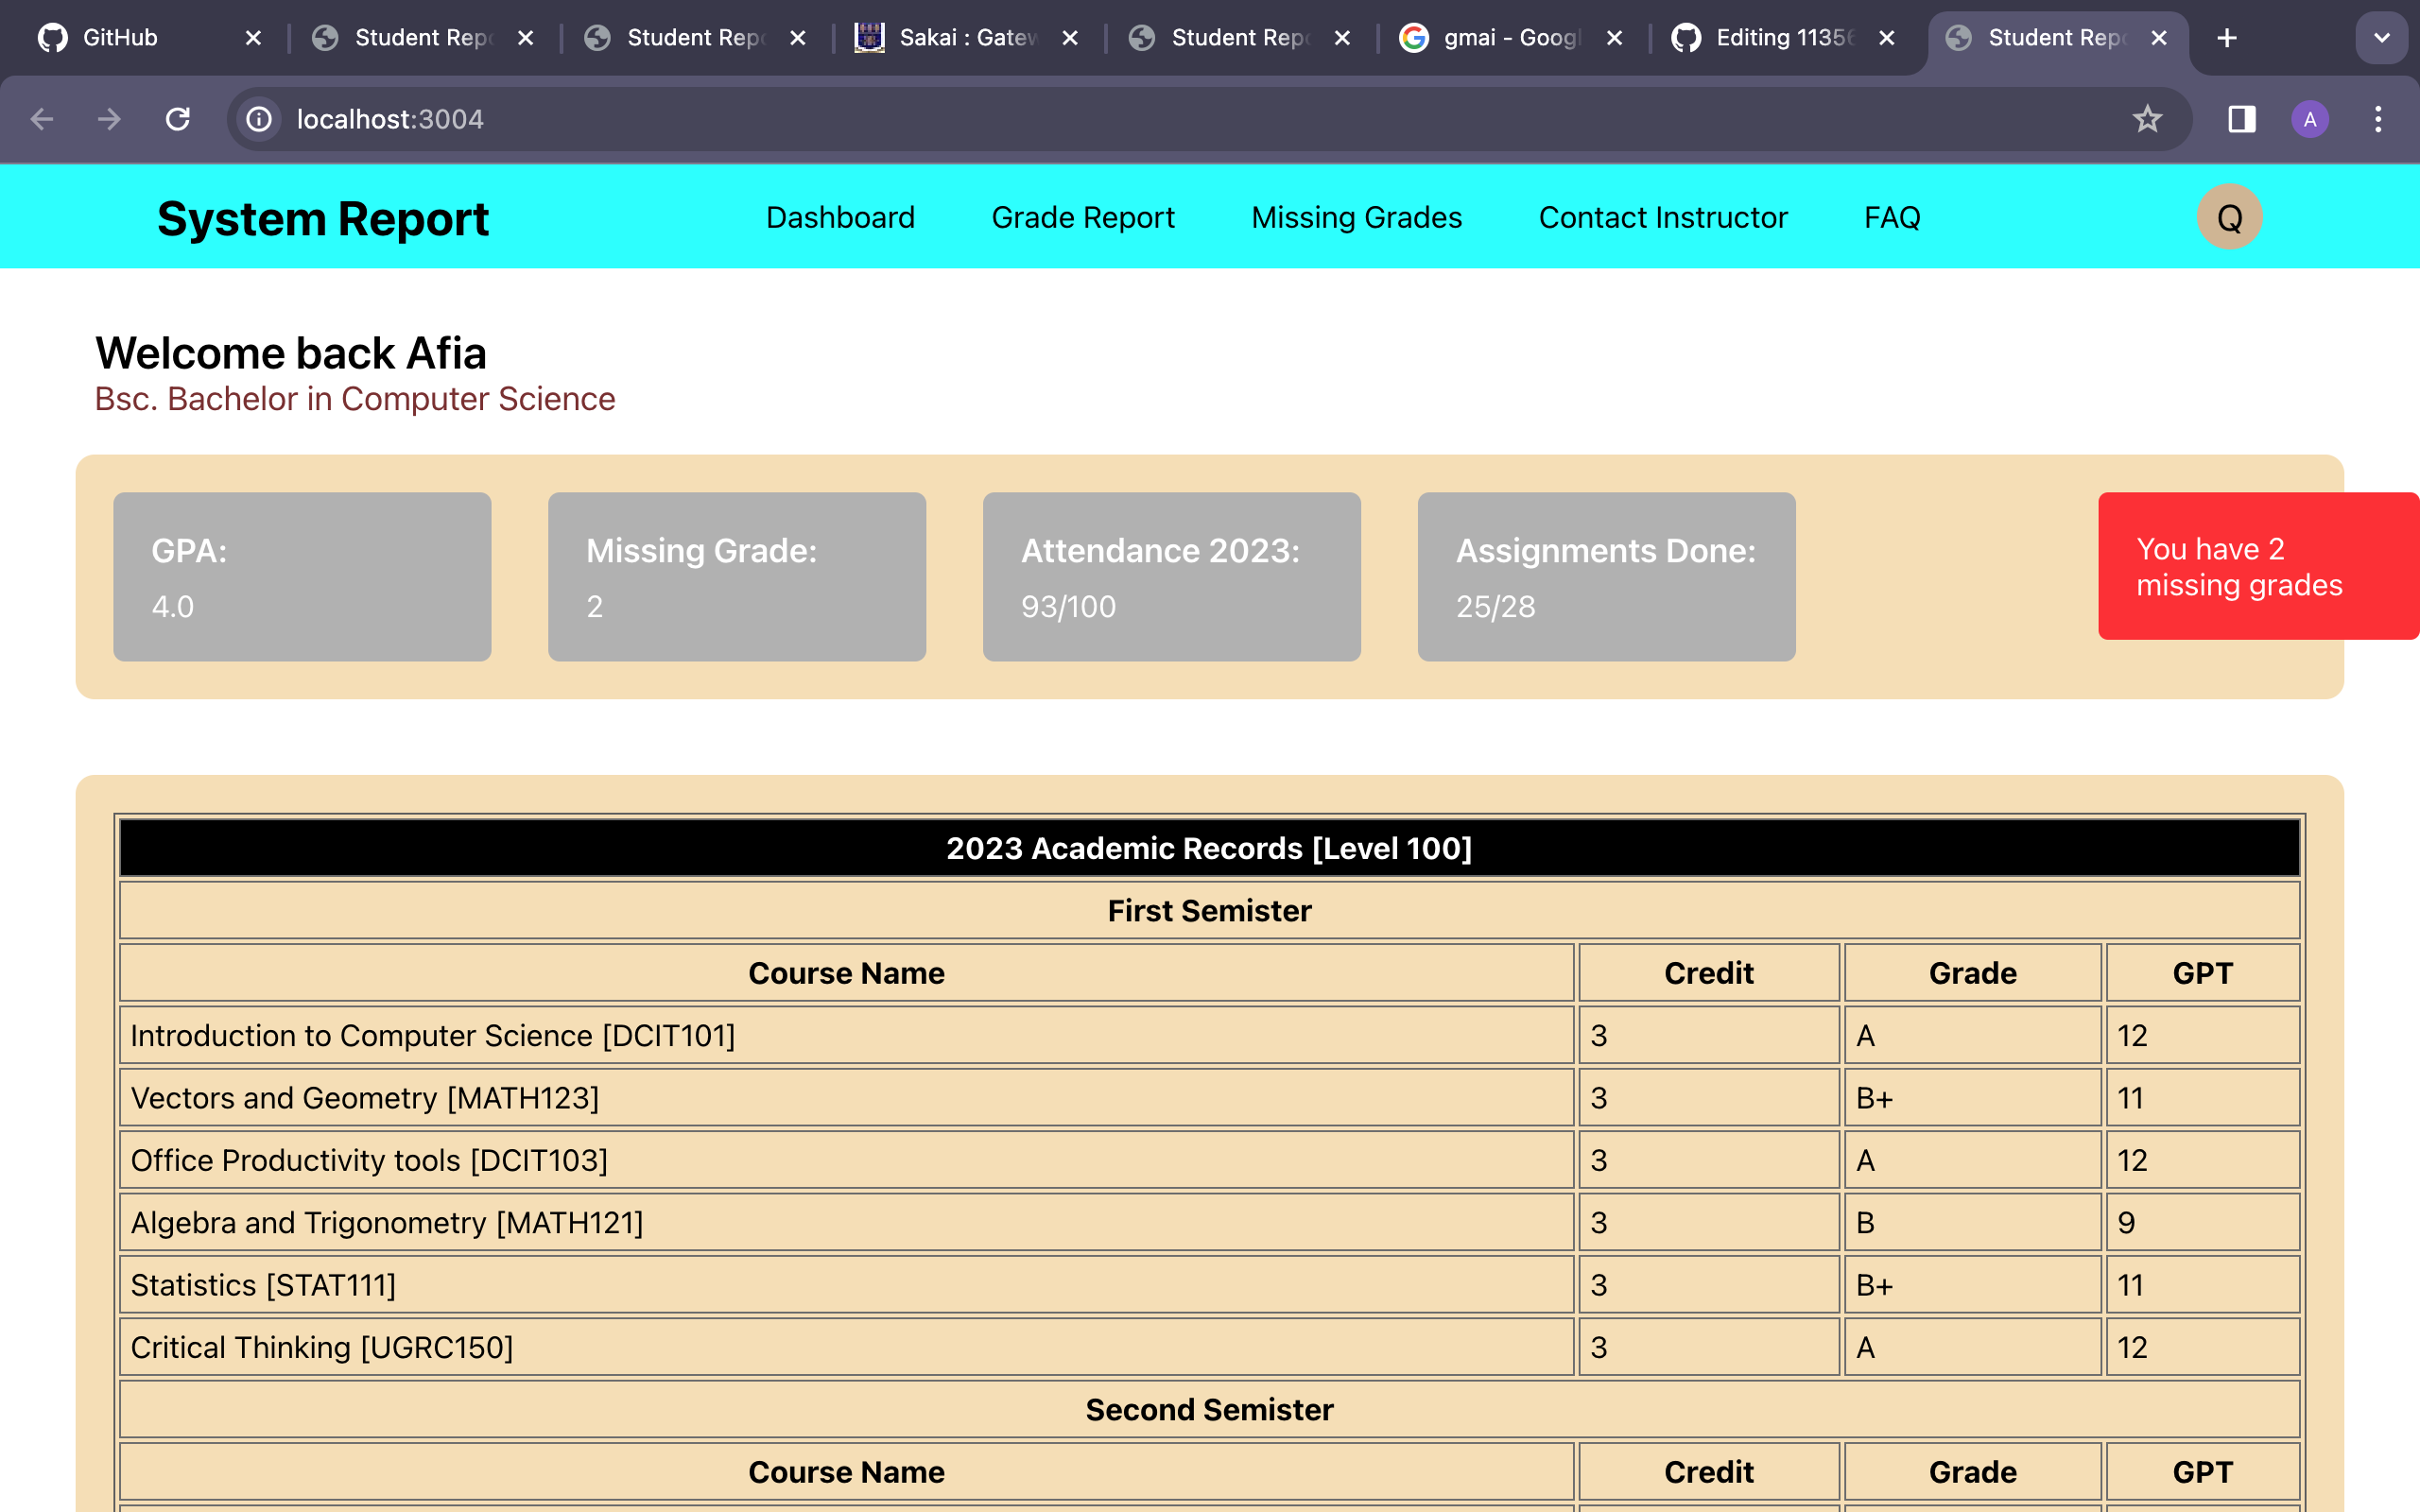 GitHub
Student Rep
Student Rep
Sakai : Gatew
Student Rep
gmai - Googl
Editing 1135
Student Rep
localhost:3004
A
System Report
Dashboard
Grade Report
Missing Grades
Contact Instructor
FAQ
Q
Welcome back Afia
Bsc. Bachelor in Computer Science
GPA:
4.0
Missing Grade:
2
Attendance 2023:
93/100
Assignments Done:
25/28
You have 2
missing grades
2023 Academic Records [Level 100]
First Semister
Course Name Credit Grade GPT
Introduction to Computer Science [DCIT101] 3 A 12
Vectors and Geometry [MATH123] 3 B+ 11
Office Productivity tools [DCIT103] 3 A 12
Algebra and Trigonometry [MATH121] 3 B 9
Statistics [STAT111] 3 B+ 11
Critical Thinking [UGRC150] 3 A 12
Second Semister
Course Name Credit Grade GPT